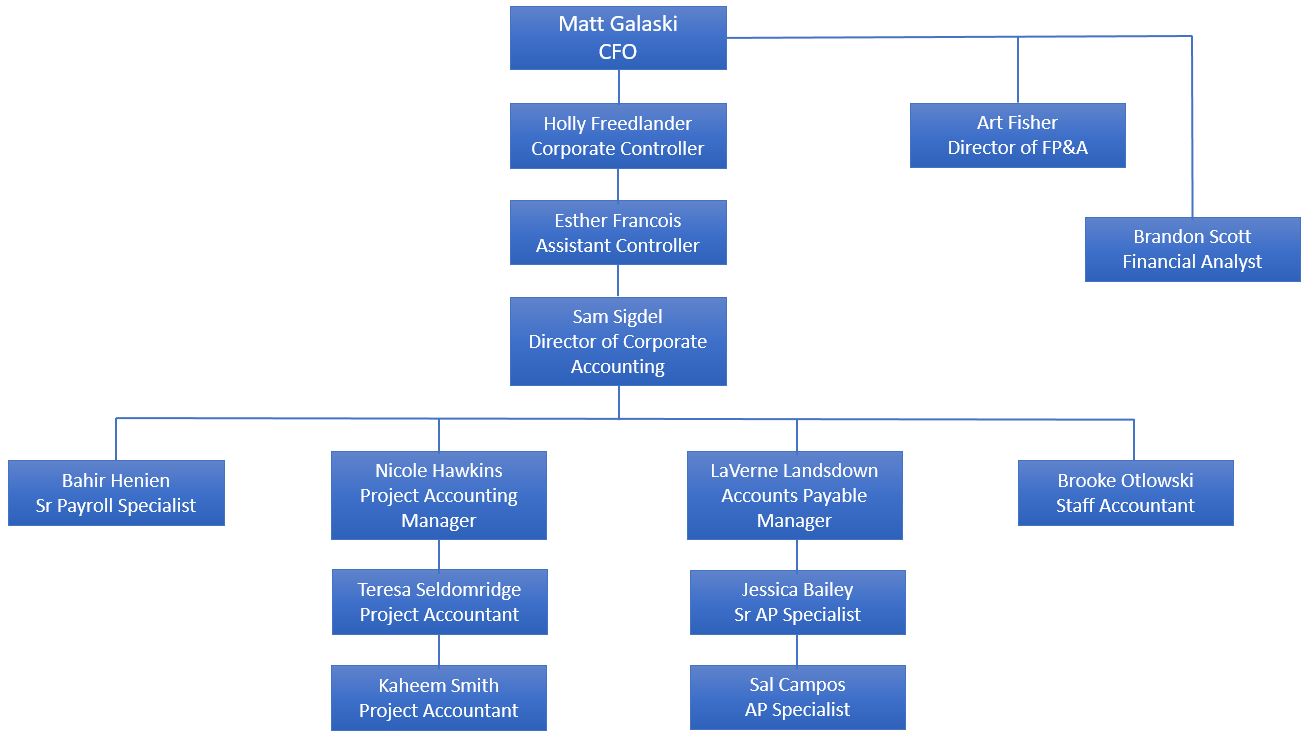 Matt Galaski
CFO
Holly Freedlander
Corporate Controller
Art Fisher
Director of FP&A
Esther Francois
Assistant Controller
Brandon Scott
Financial Analyst
Sam Sigdel
Director of Corporate
Accounting
Bahir Henien
Sr Payroll Specialist
Nicole Hawkins
Project Accounting
Manager
LaVerne Landsdown
Accounts Payable
Manager
Brooke Otlowski
Staff Accountant
Teresa Seldomridge
Project Accountant
Jessica Bailey
Sr AP Specialist
Kaheem Smith
Project Accountant
Sal Campos
AP Specialist